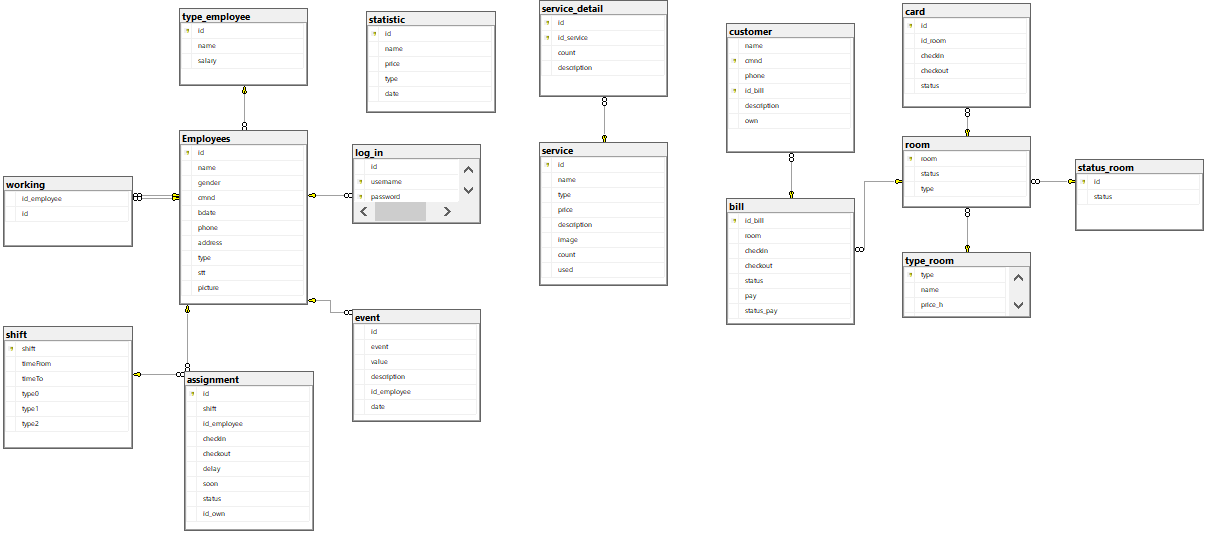 type_employee
id
name
salary
statistic
id
name
price
type
date
service_detail
id
id_service
count
description
customer
name
cmnd
phone
id_bill
description
own
card
id
id_room
checkin
checkout
status
Employees
id
name
gender
cmnd
bdate
phone
address
type
stt
picture
log_in
id
username
password
service
id
name
type
price
description
image
count
used
room
room
status
type
status_room
id
status
working
id_employee
id
bill
id_bill
room
checkin
checkout
status
pay
status_pay
type_room
type
name
price_h
event
id
event
value
description
id_employee
date
shift
shift
timeFrom
timeTo
type0
type1
type2
assignment
id
shift
id_employee
checkin
checkout
delay
soon
status
id_own